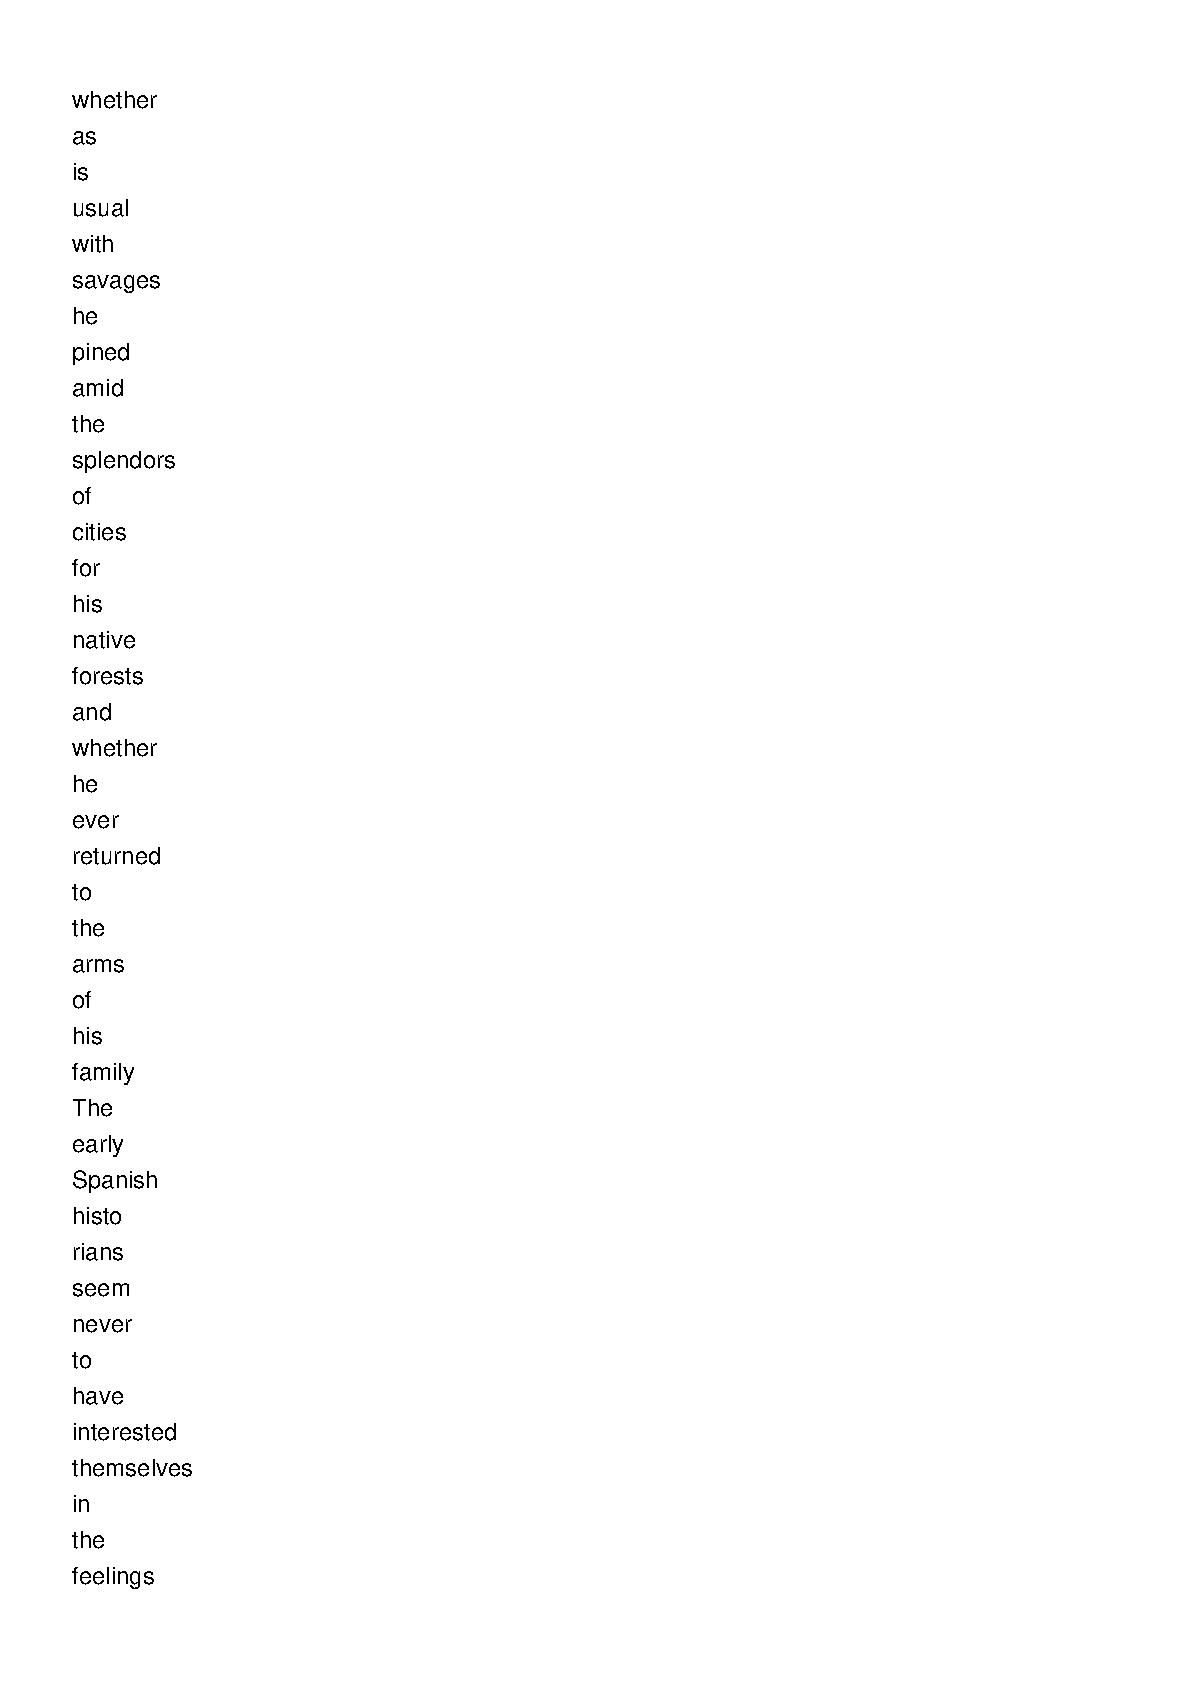 whether
as
is
usual
with
savages
he
pined
amid
the
splendors
of
cities
for
his
native
forests
and
whether
he
ever
returned
to
the
arms
of
his
family
The
early
Spanish
histo
rians
seem
never
to
have
interested
themselves
in
the
feelings